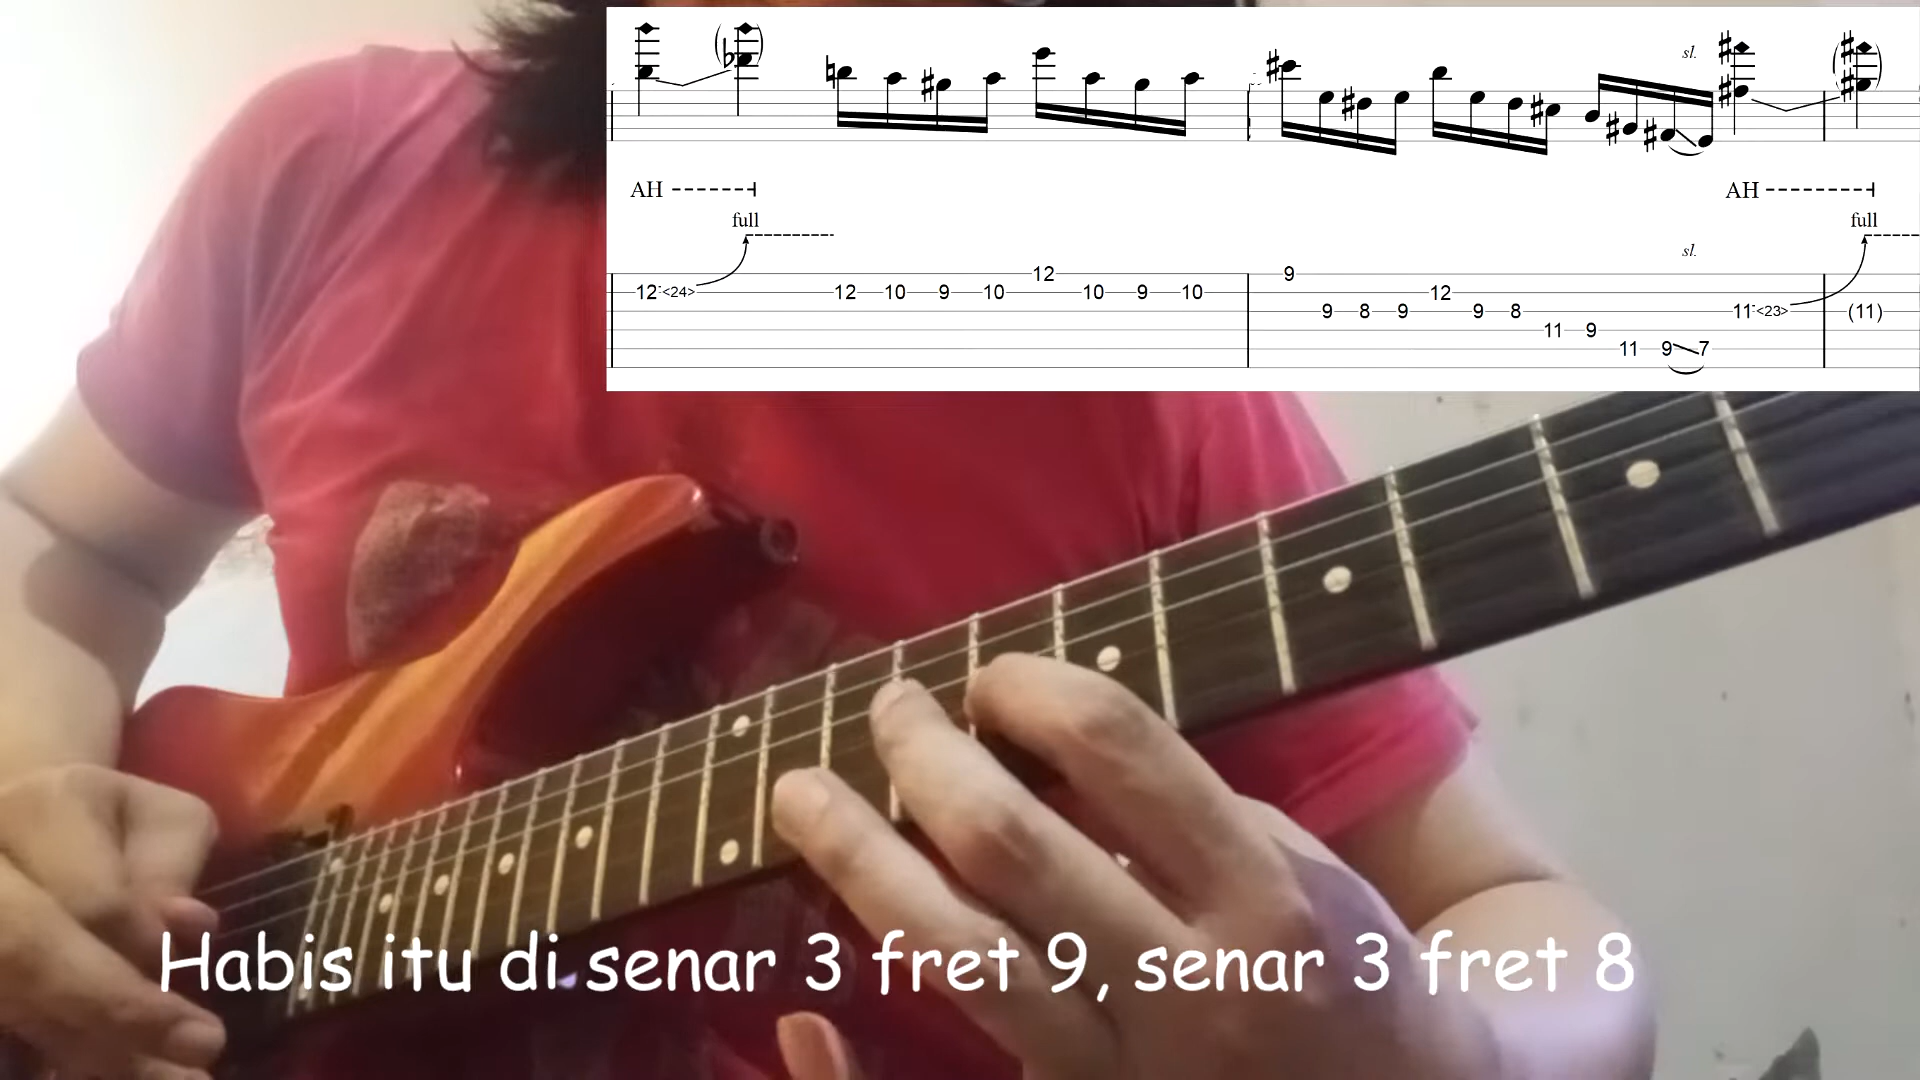 sl.
AH AH
full full
sl.
12 9
12 <24> 12 10 9 10 10 9 10 12
9 8 9 9 8 11 <23> (11)
11 9
11 9 7
Habis itu di senar 3 fret 9, senar 3 fret 8